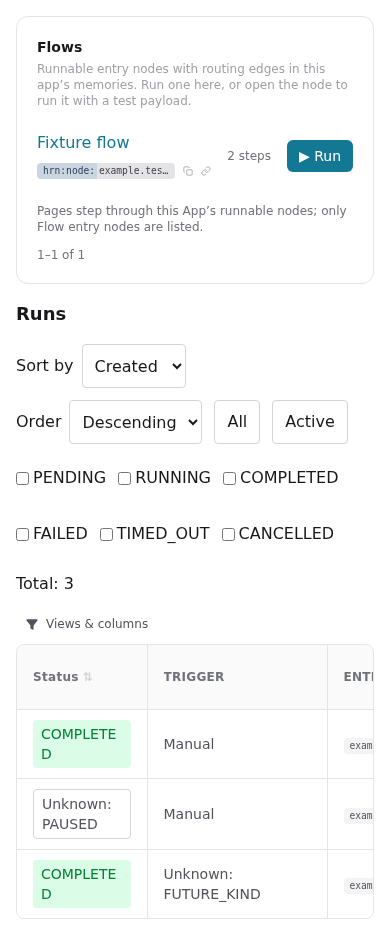 Flows
Runnable entry nodes with routing edges in this
app’s memories. Run one here, or open the node to
run it with a test payload.
Fixture flow
hrn:node: example.tes…
2 steps
▶ Run
Pages step through this App’s runnable nodes; only
Flow entry nodes are listed.
1–1 of 1
Runs
Sort by Created
Order Descending All Active
PENDING RUNNING COMPLETED
FAILED TIMED_OUT CANCELLED
Total: 3
Views & columns
Status ⇅ TRIGGER ENT
COMPLETE
D
Manual
exam
Unknown:
PAUSED
Manual
exam
COMPLETE
D
Unknown:
FUTURE_KIND
exam